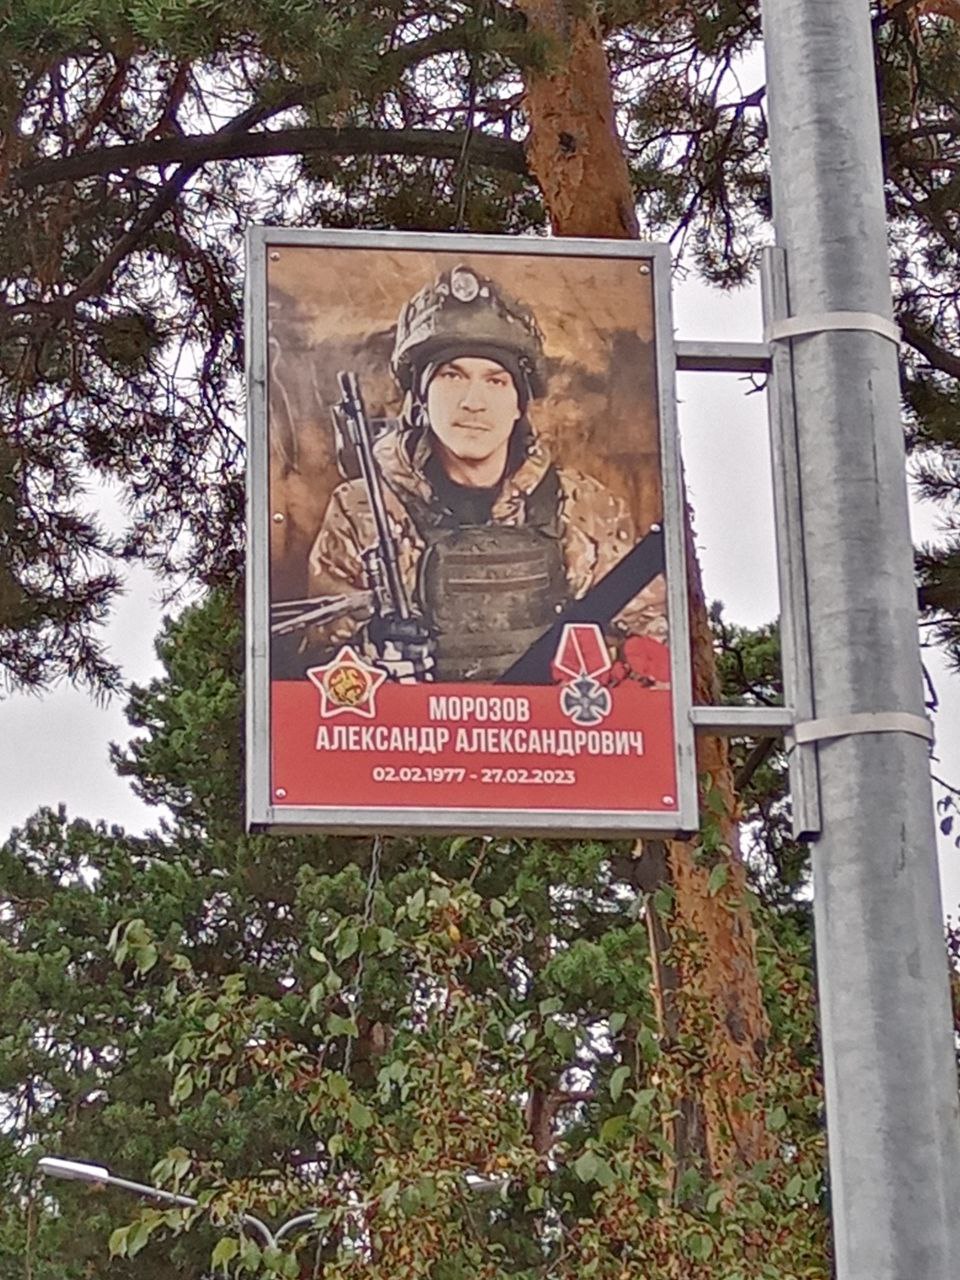 МОРОЗОВ
АЛЕКСАНДР АЛЕКСАНДРОВИЧ
02.02.1977 - 27.02.2023